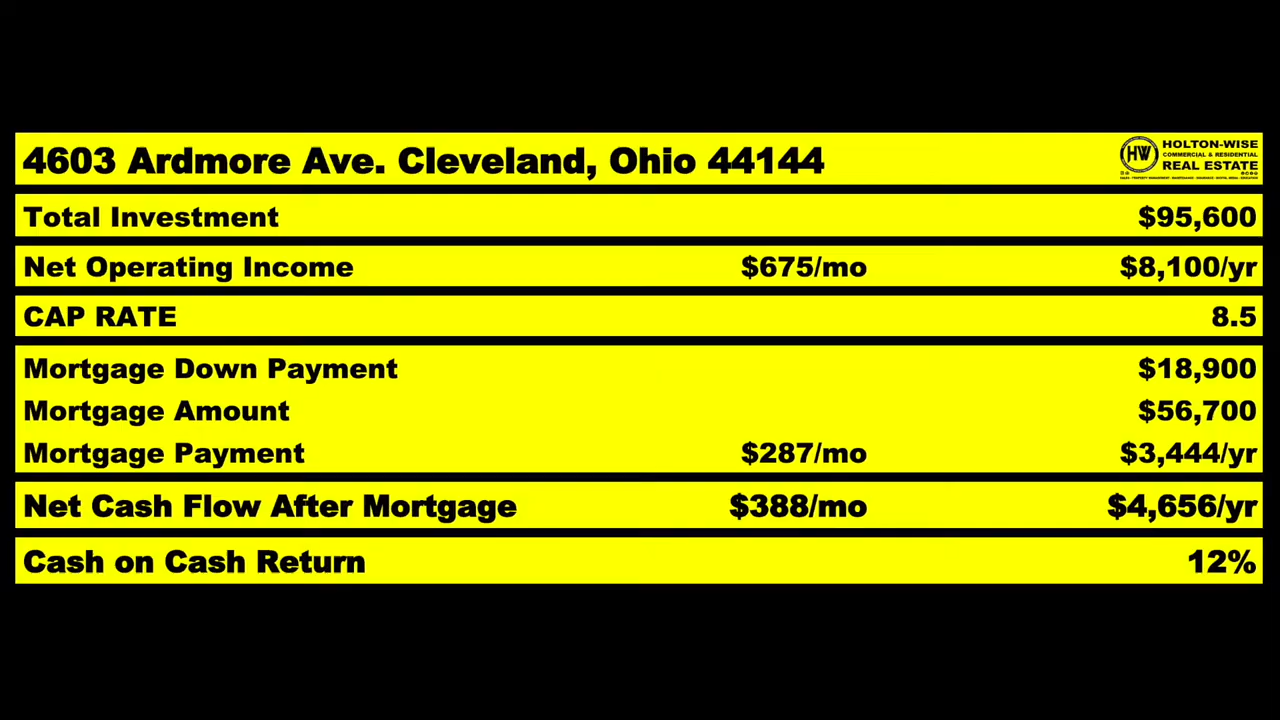 4603 Ardmore Ave. Cleveland, Ohio 44144
HW HOLTON-WISE
COMMERCIAL & RESIDENTIAL
REAL ESTATE
Total Investment $95,600
Net Operating Income $675/mo $8,100/yr
CAP RATE 8.5
Mortgage Down Payment $18,900
Mortgage Amount $56,700
Mortgage Payment $287/mo $3,444/yr
Net Cash Flow After Mortgage $388/mo $4,656/yr
Cash on Cash Return 12%